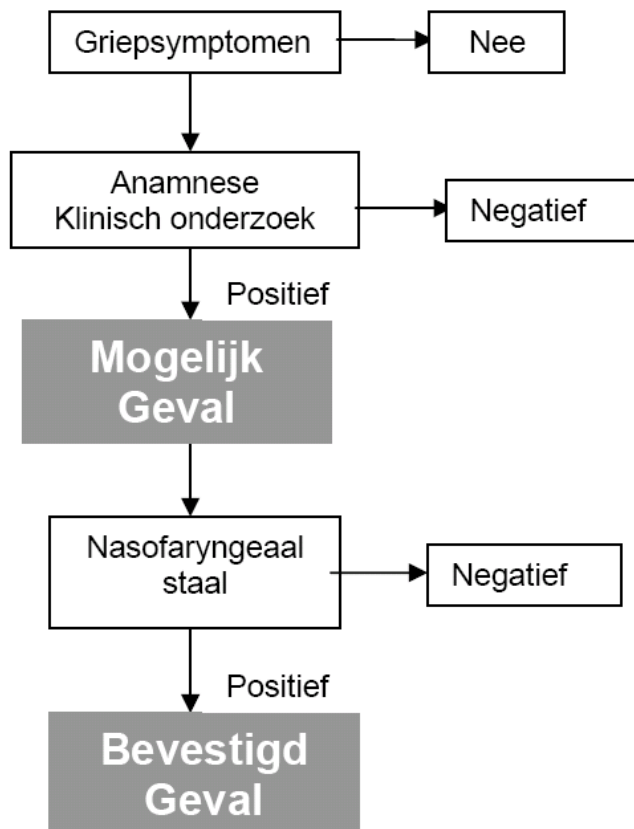 Griepsymptomen
Nee
Anamnese
Klinisch onderzoek
Negatief
Positief
Mogelijk
Geval
Nasofaryngeaal
staal
Negatief
Positief
Bevestigd
Geval